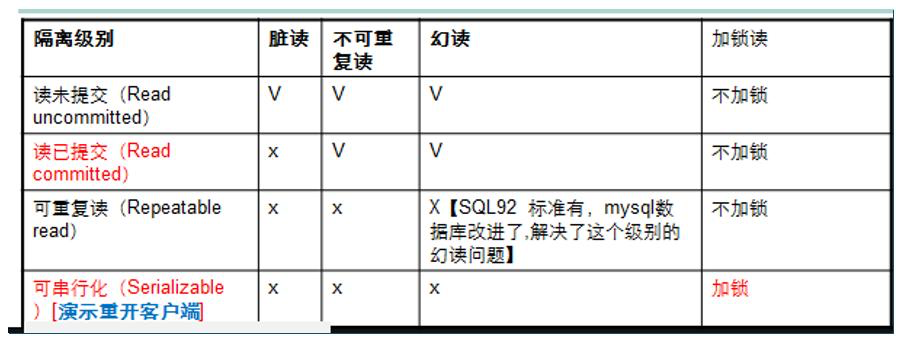 隔离级别 脏读 不可重 幻读 加锁读
复读
读未提交（Read V V V 不加锁
uncommitted）
读已提交（Read x V V 不加锁
committed）
可重复读（Repeatable x x X【SQL92 标准有，mysql数 不加锁
read） 据库改进了,解决了这个级别的
幻读问题】
可串行化（Serializable x x x 加锁
）[演示重开客户端]